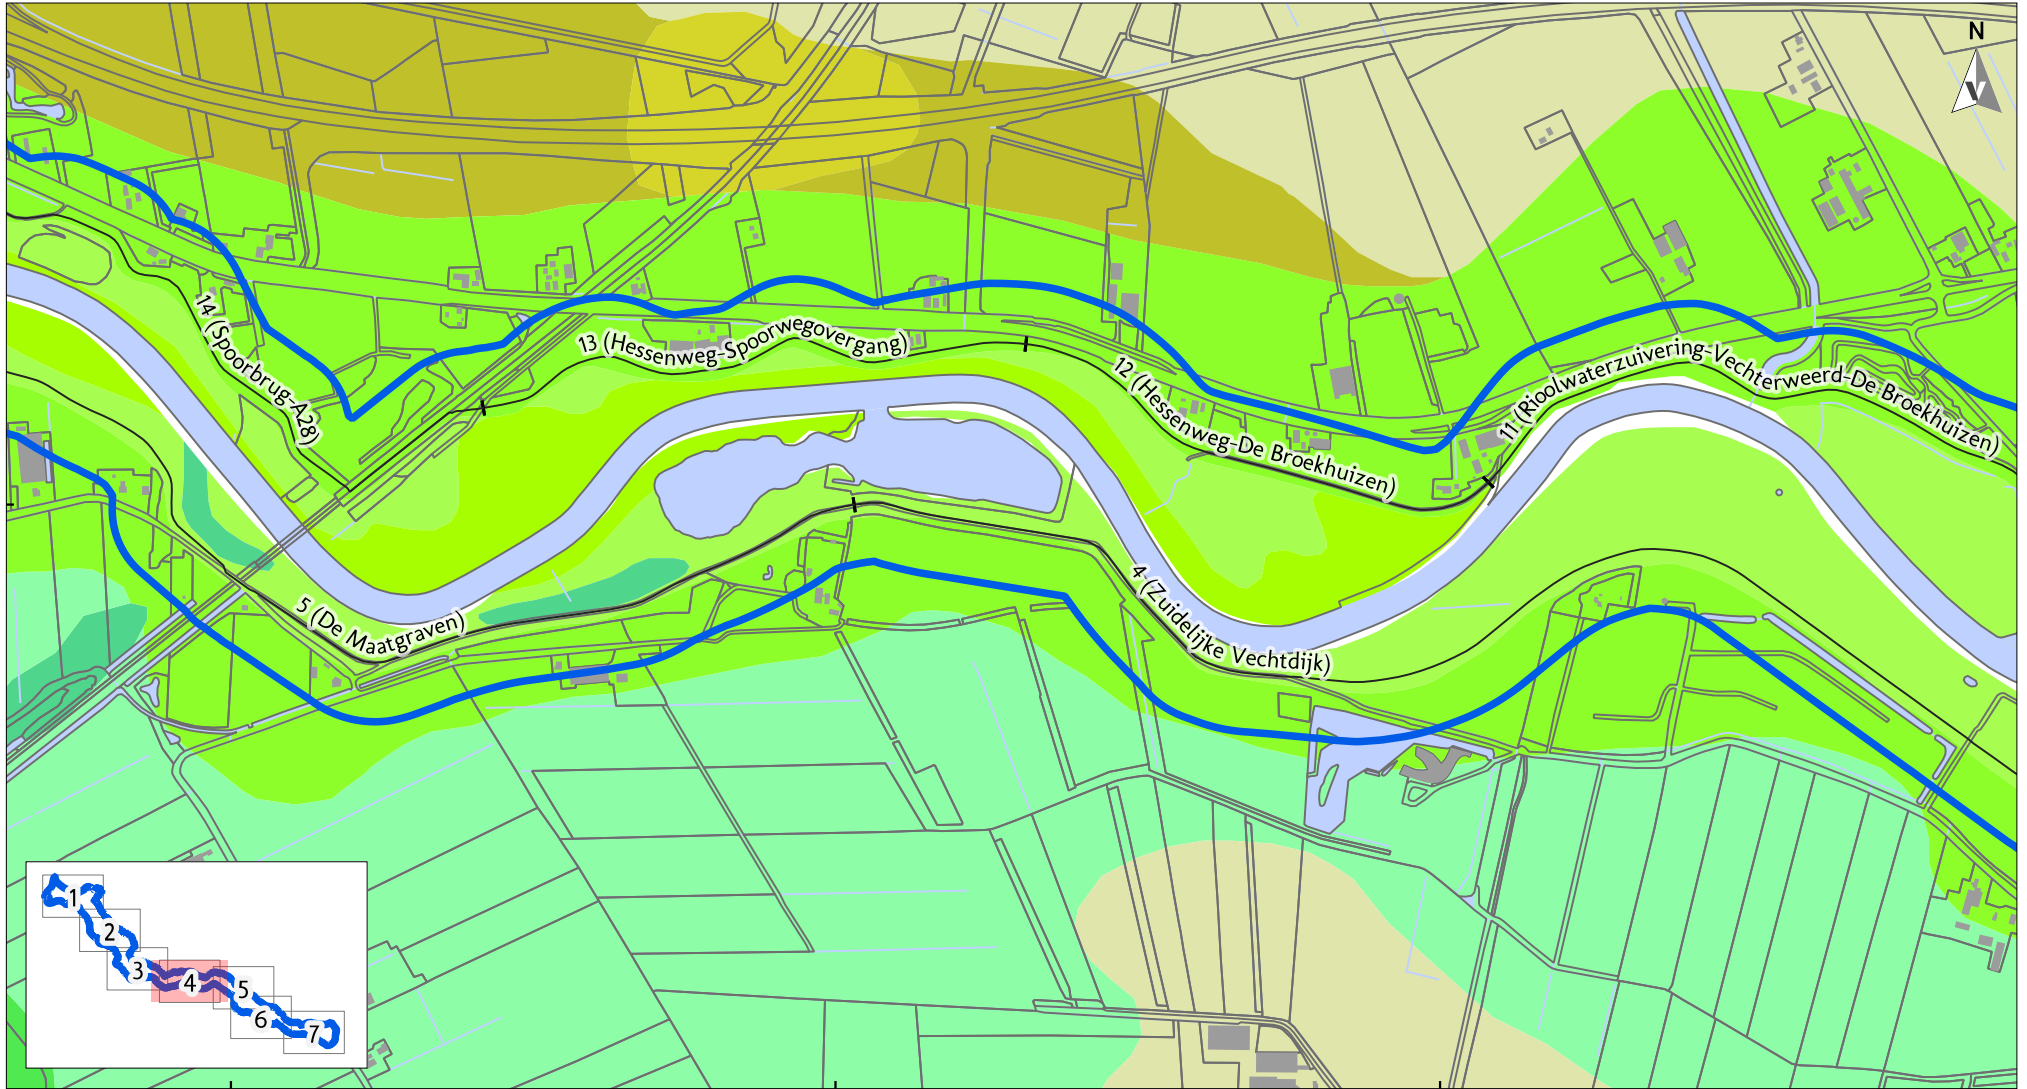 N
14 (Spoorbrug-A28)
13 (Hessenweg-Spoorwegovergang)
12 (Hessenweg-De Broekhuizen)
11 (Rioolwaterzuivering-Vechterweerd-De Broekhuizen)
5 (De Maatgraven)
4 (Zuidelijke Vechtdijk)
1
2
3
4
5
6
7